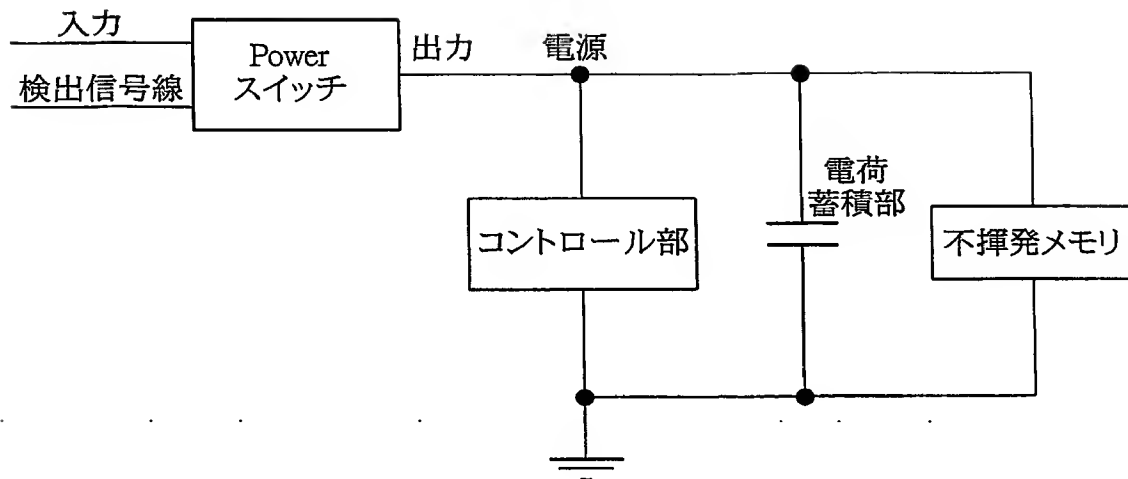 入力
検出信号線
Power
スイッチ
出力
電源
電荷
蓄積部
コントロール部
不揮発メモリ